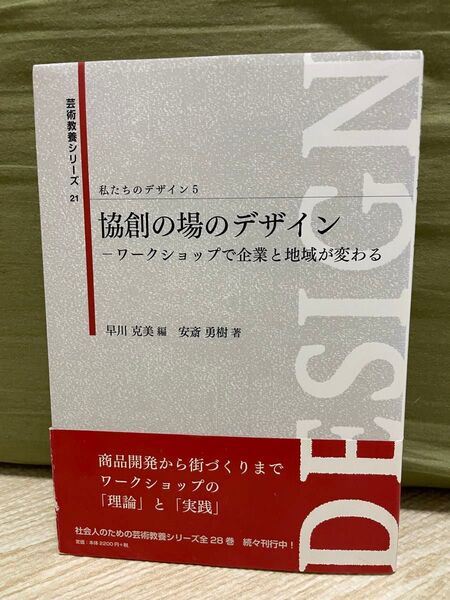 芸術教養シリーズ 21
私たちのデザイン5
協創の場のデザイン
−ワークショップで企業と地域が変わる
早川 克美 編 安斎 勇樹 著
DESIGN
商品開発から街づくりまで
ワークショップの
「理論」と「実践」
社会人のための芸術教養シリーズ全28巻 続々刊行中!
定価:本体2200円+税